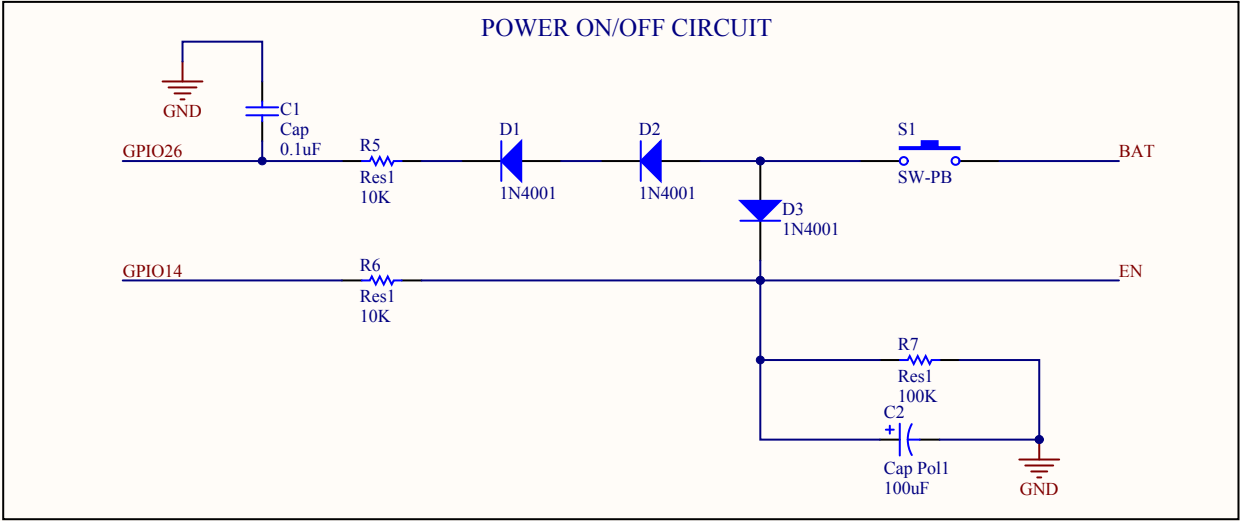 POWER ON/OFF CIRCUIT
GND
C1
Cap
0.1uF
GPIO26
R5
Res1
10K
D1
1N4001
D2
1N4001
S1
SW-PB
BAT
D3
1N4001
GPIO14
R6
Res1
10K
EN
R7
Res1
100K
C2
+
Cap Pol1
100uF
GND